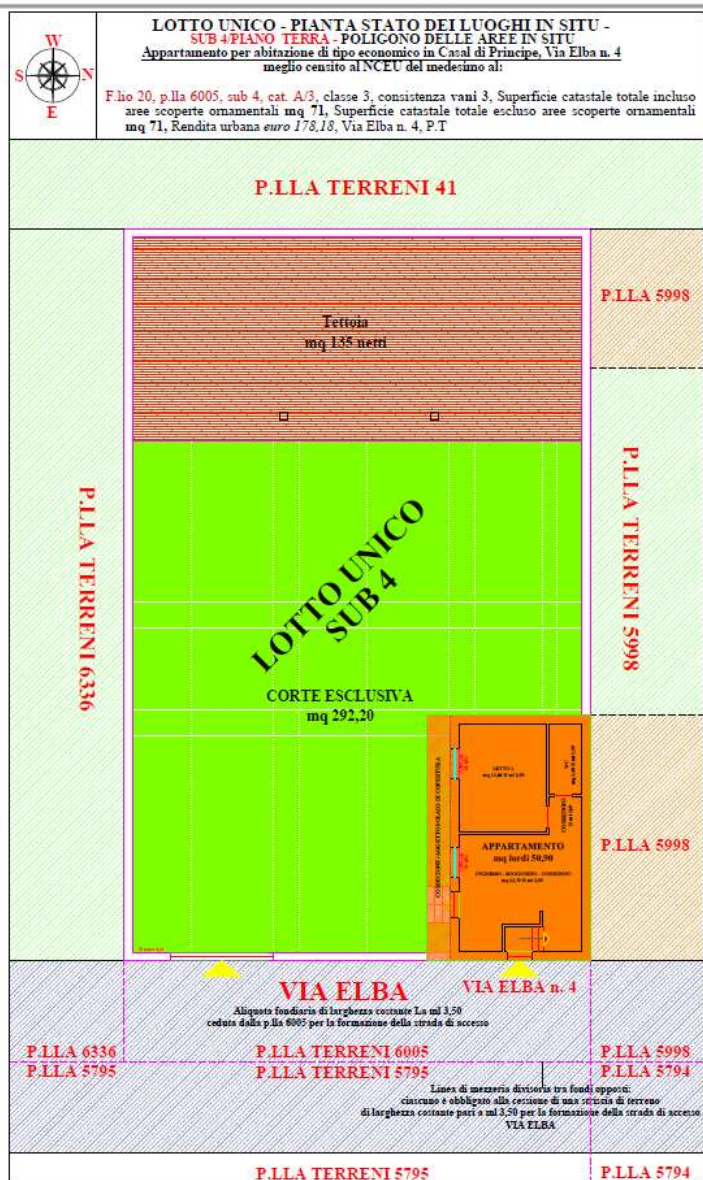 LOTTO UNICO - PIANTA STATO DEI LUOGHI IN SITU -
SUB 4/PIANO TERRA - POLIGONO DELLE AREE IN SITU
Appartamento per abitazione di tipo economico in Casal di Principe, Via Elba n. 4
meglio censito al NCEU del medesimo al:
W
S
N
E
F.lio 20, p.lla 6005, sub 4, cat. A/3, classe 3, consistenza vani 3, Superficie catastale totale incluso
aree scoperte ornamentali mq 71, Superficie catastale totale escluso aree scoperte ornamentali
mq 71, Rendita urbana euro 178,18, Via Elba n. 4, P.T
P.LLA TERRENI 41
P.LLA 5998
Tettoia
mq 135 netti
P.LLA TERRENI 6336
P.LLA TERRENI 5998
LOTTO UNICO
SUB 4
CORTE ESCLUSIVA
mq 292,20
LETTO 1
WC
CORRIDOIO
APPARTAMENTO
mq lordi 50,90
P.LLA 5998
VIA ELBA
VIA ELBA n. 4
Aliquota fondiaria di larghezza costante La ml 3,50
ceduta dalla p.lla 6005 per la formazione della strada di accesso
P.LLA 6336
P.LLA TERRENI 6005
P.LLA 5998
P.LLA 5795
P.LLA TERRENI 5795
P.LLA 5794
Linea di mezzeria divisoria tra fondi opposti:
ciascuno è obbligato alla cessione di una striscia di terreno
di larghezza costante pari a ml 3,50 per la formazione della strada di accesso
VIA ELBA
P.LLA TERRENI 5795
P.LLA 5794